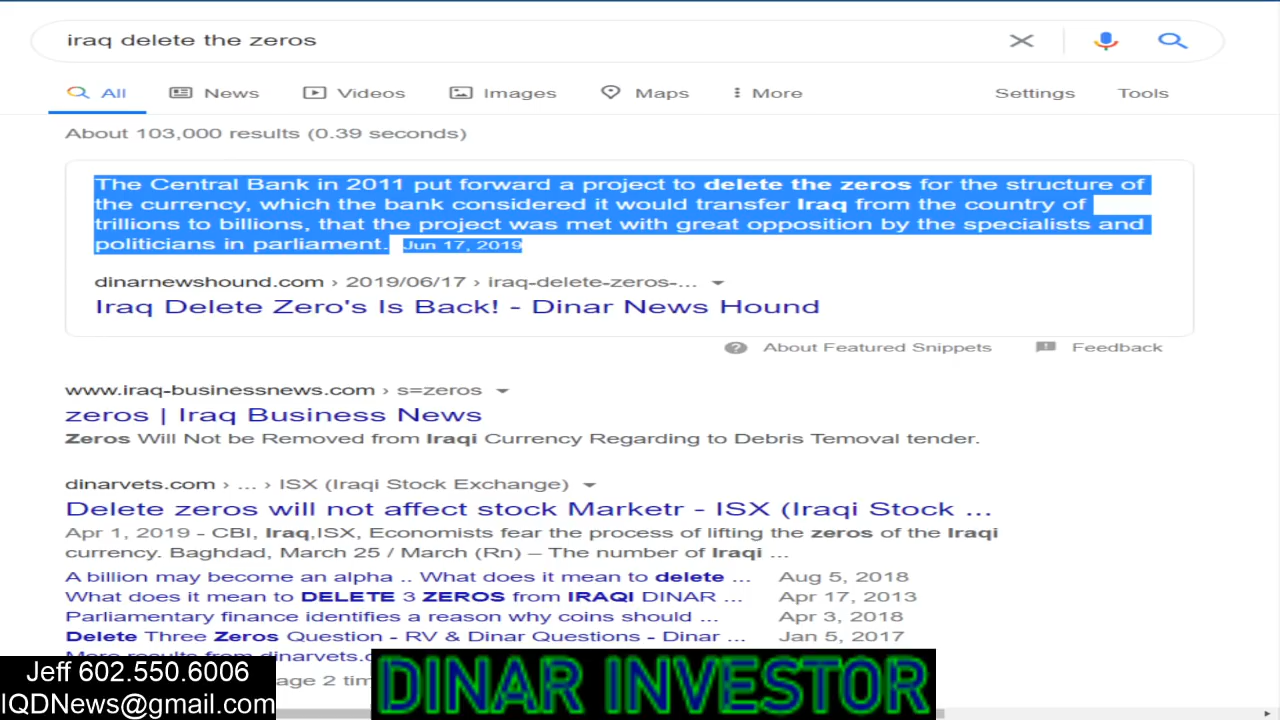 iraq delete the zeros
All News Videos Images Maps More Settings Tools
About 103,000 results (0.39 seconds)
The Central Bank in 2011 put forward a project to delete the zeros for the structure of
the currency, which the bank considered it would transfer Iraq from the country of
trillions to billions, that the project was met with great opposition by the specialists and
politicians in parliament. Jun 17, 2019
dinarnewshound.com › 2019/06/17 › iraq-delete-zeros-...
Iraq Delete Zero's Is Back! - Dinar News Hound
About Featured Snippets Feedback
www.iraq-businessnews.com › s=zeros
zeros | Iraq Business News
Zeros Will Not be Removed from Iraqi Currency Regarding to Debris Temoval tender.
dinarvets.com › ... › ISX (Iraqi Stock Exchange)
Delete zeros will not affect stock Marketr - ISX (Iraqi Stock ...
Apr 1, 2019 - CBI, Iraq,ISX, Economists fear the process of lifting the zeros of the Iraqi
currency. Baghdad, March 25 / March (Rn) – The number of Iraqi ...
A billion may become an alpha .. What does it mean to delete ... Aug 5, 2018
What does it mean to DELETE 3 ZEROS from IRAQI DINAR ... Apr 17, 2013
Parliamentary finance identifies a reason why coins should ... Apr 3, 2018
Delete Three Zeros Question - RV & Dinar Questions - Dinar ... Jan 5, 2017
More results from dinarvets.c
age 2 tim
Jeff 602.550.6006
IQDNews@gmail.com
DINAR INVESTOR